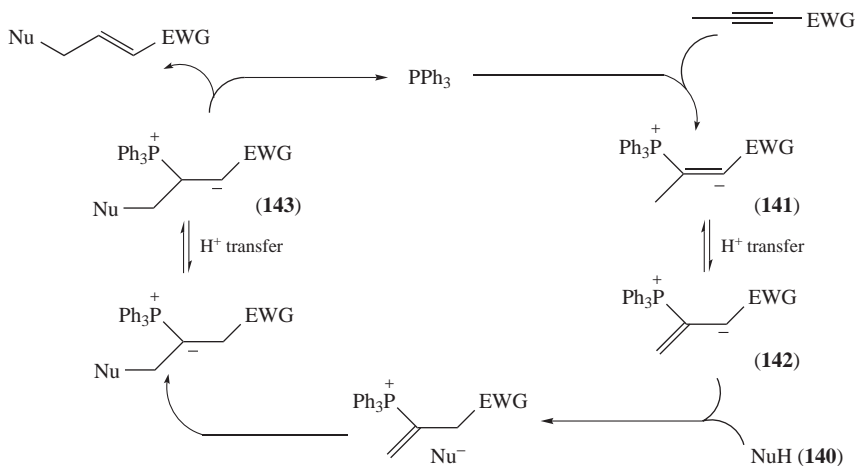 Nu EWG
EWG
PPh3
+
Ph3P EWG
−
Nu
(143)
H+ transfer
+
Ph3P EWG
−
(141)
H+ transfer
+
Ph3P EWG
−
Nu
+
Ph3P EWG
−
(142)
+
Ph3P EWG
Nu−
NuH (140)